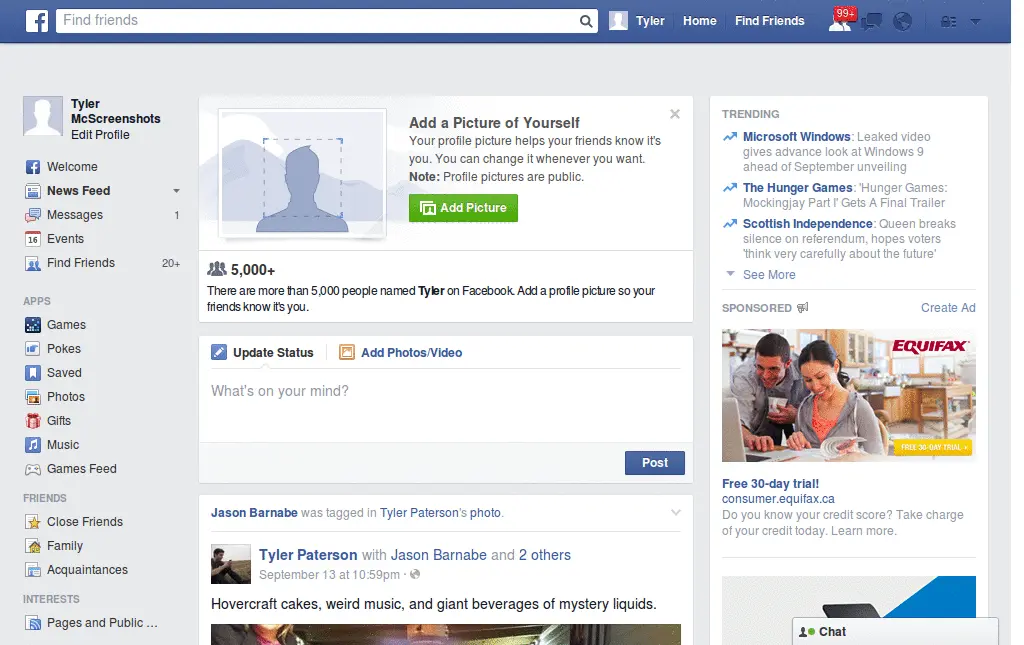 f
Find friends
Tyler
Home
Find Friends
99+
Tyler
McScreenshots
Edit Profile
Welcome
News Feed
Messages 1
16 Events
Find Friends 20+
APPS
Games
Pokes
Saved
Photos
Gifts
Music
Games Feed
FRIENDS
Close Friends
Family
Acquaintances
INTERESTS
Pages and Public ...
Add a Picture of Yourself
Your profile picture helps your friends know it's
you. You can change it whenever you want.
Note: Profile pictures are public.
Add Picture
5,000+
There are more than 5,000 people named Tyler on Facebook. Add a profile picture so your
friends know it's you.
Update Status
Add Photos/Video
What's on your mind?
Post
Jason Barnabe was tagged in Tyler Paterson's photo.
Tyler Paterson with Jason Barnabe and 2 others
September 13 at 10:59pm ·
Hovercraft cakes, weird music, and giant beverages of mystery liquids.
TRENDING
Microsoft Windows: Leaked video
gives advance look at Windows 9
ahead of September unveiling
The Hunger Games: 'Hunger Games:
Mockingjay Part I' Gets A Final Trailer
Scottish Independence: Queen breaks
silence on referendum, hopes voters
'think very carefully about the future'
See More
SPONSORED
Create Ad
EQUIFAX
FREE 30-DAY TRIAL >
Free 30-day trial!
consumer.equifax.ca
Do you know your credit score? Take charge
of your credit today. Learn more.
Chat